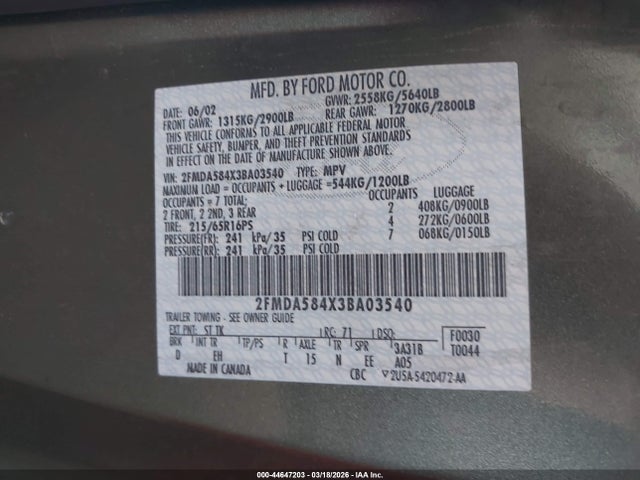 MFD. BY FORD MOTOR CO.
DATE: 06/02 GVWR: 2558KG/5640LB
FRONT GAWR: 1315KG/2900LB REAR GAWR: 1270KG/2800LB
THIS VEHICLE CONFORMS TO ALL APPLICABLE FEDERAL MOTOR
VEHICLE SAFETY, BUMPER, AND THEFT PREVENTION STANDARDS
IN EFFECT ON THE DATE OF MANUFACTURE SHOWN ABOVE.
VIN: 2FMDA584X3BA03540 TYPE: MPV
MAXIMUM LOAD = OCCUPANTS + LUGGAGE =544KG/1200LB
OCCUPANTS = 7 TOTAL; OCCUPANTS LUGGAGE
2 FRONT, 2 2ND, 3 REAR 2 408KG/0900LB
TIRE: 215/65R16PS 4 272KG/0600LB
PRESSURE(FR): 241 kPa/35 PSI COLD 7 068KG/0150LB
PRESSURE(RR): 241 kPa/35 PSI COLD
2FMDA584X3BA03540
TRAILER TOWING - SEE OWNER GUIDE
EXT PNT: ST TK RC: 71 DSO: F0030
BRK INT TR TP/PS R AXLE TR SPR 3A31B T0044
D EH T 15 N EE A05
MADE IN CANADA CBC ▽2U5A-5420472-AA
000-44647203 | 03/18/2026 - IAA Inc.